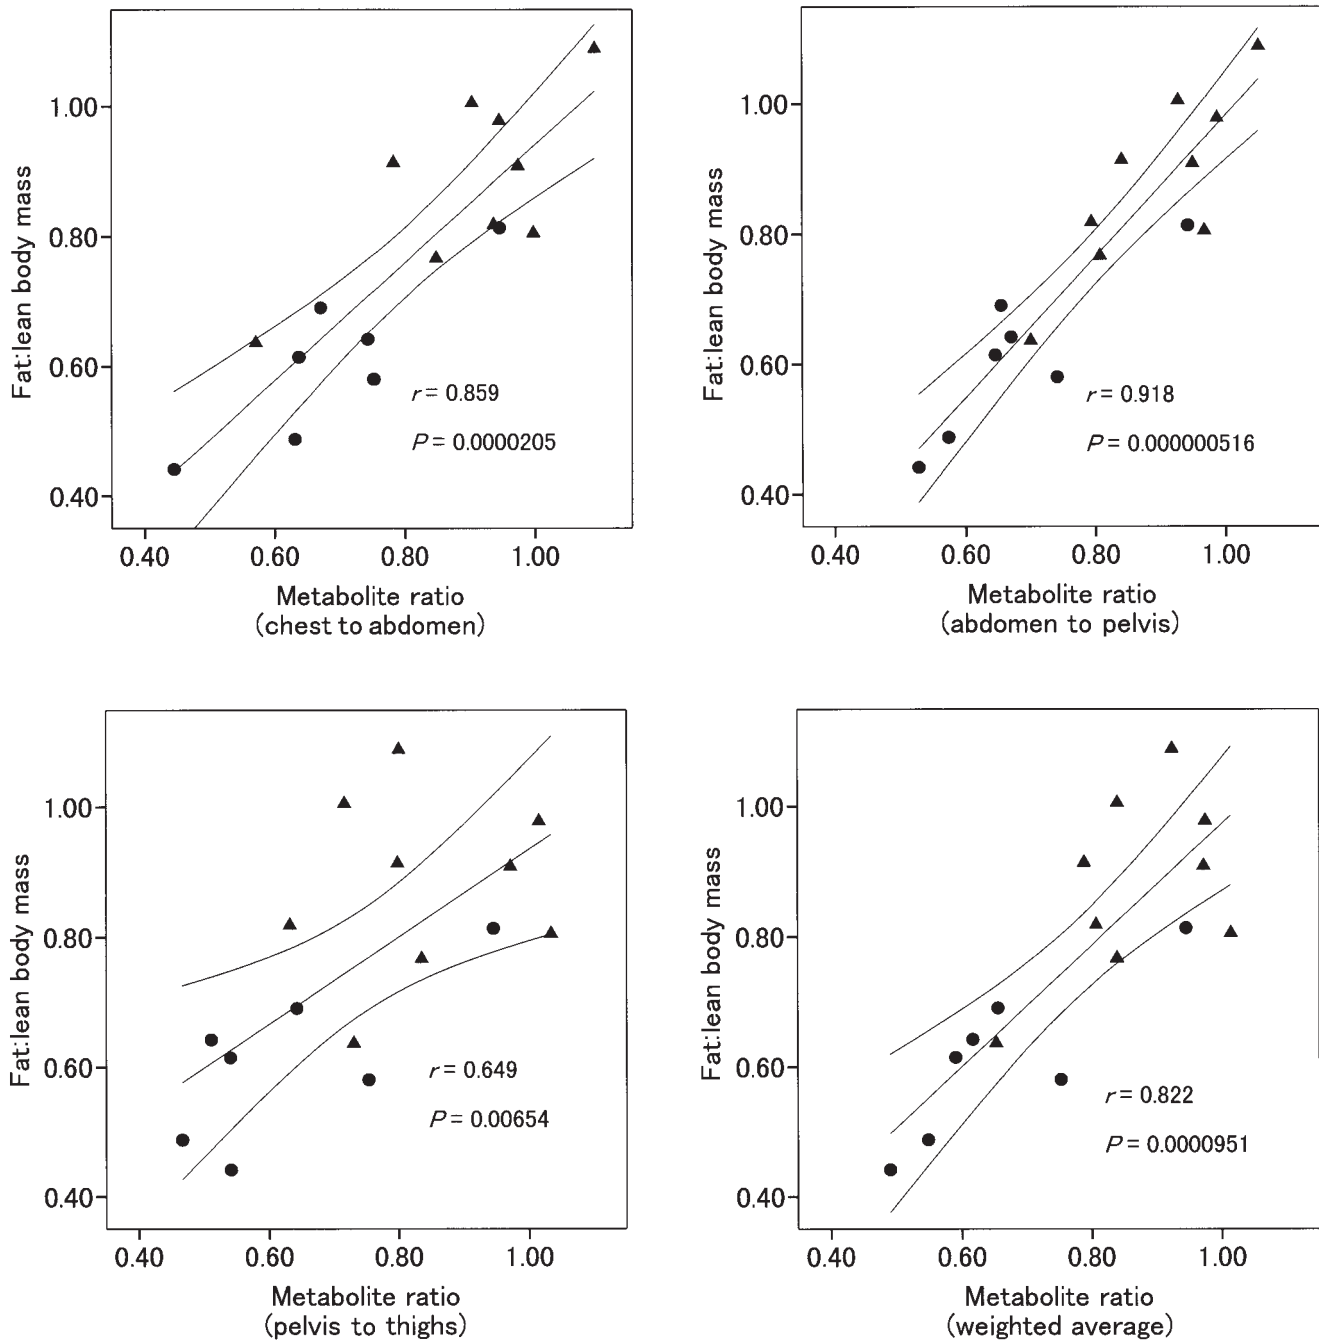 Fat:lean body mass
1.00
0.80
0.60
0.40
r = 0.859
P = 0.0000205
0.40 0.60 0.80 1.00
Metabolite ratio
(chest to abdomen)
Fat:lean body mass
1.00
0.80
0.60
0.40
r = 0.918
P = 0.000000516
0.40 0.60 0.80 1.00
Metabolite ratio
(abdomen to pelvis)
Fat:lean body mass
1.00
0.80
0.60
0.40
r = 0.649
P = 0.00654
0.40 0.60 0.80 1.00
Metabolite ratio
(pelvis to thighs)
Fat:lean body mass
1.00
0.80
0.60
0.40
r = 0.822
P = 0.0000951
0.40 0.60 0.80 1.00
Metabolite ratio
(weighted average)